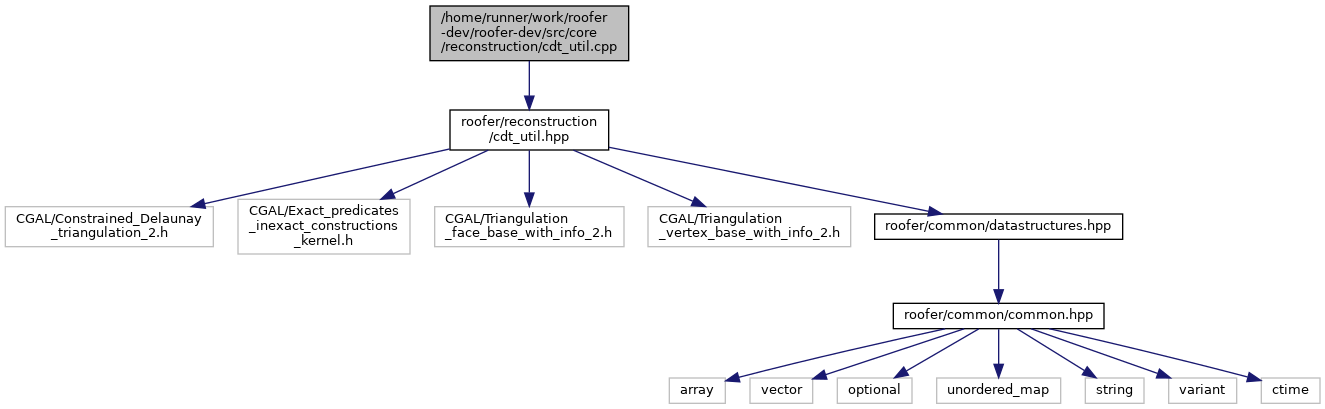 /home/runner/work/roofer
-dev/roofer-dev/src/core
/reconstruction/cdt_util.cpp
roofer/reconstruction
/cdt_util.hpp
CGAL/Constrained_Delaunay
_triangulation_2.h
CGAL/Exact_predicates
_inexact_constructions
_kernel.h
CGAL/Triangulation
_face_base_with_info_2.h
CGAL/Triangulation
_vertex_base_with_info_2.h
roofer/common/datastructures.hpp
roofer/common/common.hpp
array
vector
optional
unordered_map
string
variant
ctime